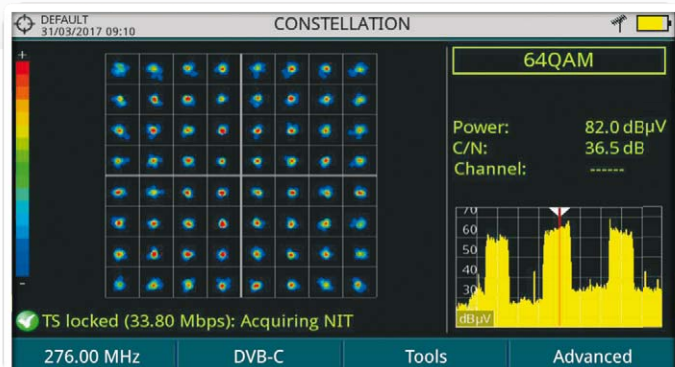 DEFAULT
31/03/2017 09:10
CONSTELLATION
+
-
64QAM
Power: 82.0 dBµV
C/N: 36.5 dB
Channel: ------
70
60
50
40
30
dBµV
TS locked (33.80 Mbps): Acquiring NIT
276.00 MHz DVB-C Tools Advanced